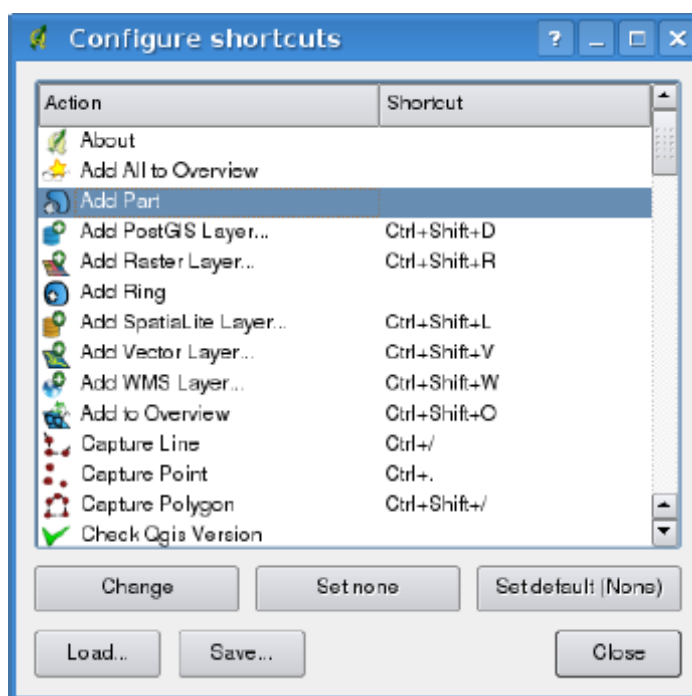 Configure shortcuts
Action Shortcut
About
Add All to Overview
Add Part
Add PostGIS Layer... Ctrl+Shift+D
Add Raster Layer... Ctrl+Shift+R
Add Ring
Add SpatiaLite Layer... Ctrl+Shift+L
Add Vector Layer... Ctrl+Shift+V
Add WMS Layer... Ctrl+Shift+W
Add to Overview Ctrl+Shift+O
Capture Line Ctrl+/
Capture Point Ctrl+.
Capture Polygon Ctrl+Shift+/
Check Qgis Version
Change Set none Set default (None)
Load... Save... Close